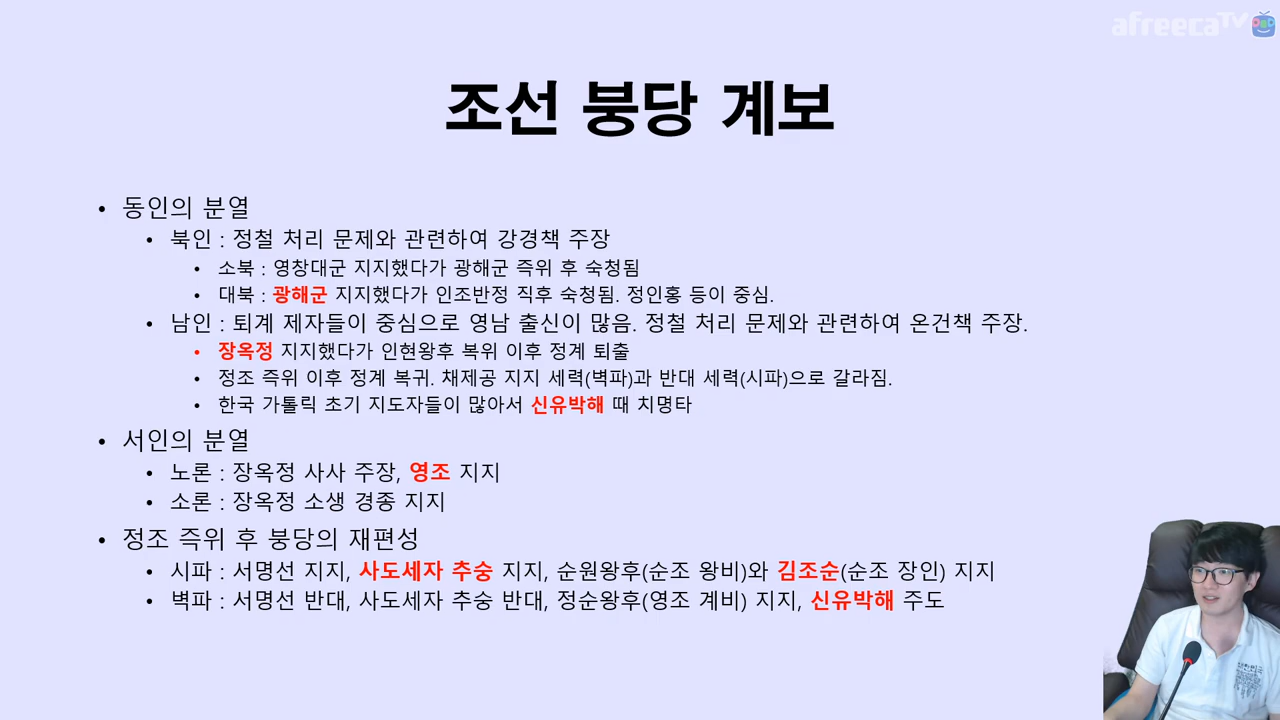 afreecaTV
조선 붕당 계보
• 동인의 분열
• 북인 : 정철 처리 문제와 관련하여 강경책 주장
• 소북 : 영창대군 지지했다가 광해군 즉위 후 숙청됨
• 대북 : 광해군 지지했다가 인조반정 직후 숙청됨. 정인홍 등이 중심.
• 남인 : 퇴계 제자들이 중심으로 영남 출신이 많음. 정철 처리 문제와 관련하여 온건책 주장.
• 장옥정 지지했다가 인현왕후 복위 이후 정계 퇴출
• 정조 즉위 이후 정계 복귀. 채제공 지지 세력(벽파)과 반대 세력(시파)으로 갈라짐.
• 한국 가톨릭 초기 지도자들이 많아서 신유박해 때 치명타
• 서인의 분열
• 노론 : 장옥정 사사 주장, 영조 지지
• 소론 : 장옥정 소생 경종 지지
• 정조 즉위 후 붕당의 재편성
• 시파 : 서명선 지지, 사도세자 추숭 지지, 순원왕후(순조 왕비)와 김조순(순조 장인) 지지
• 벽파 : 서명선 반대, 사도세자 추숭 반대, 정순왕후(영조 계비) 지지, 신유박해 주도